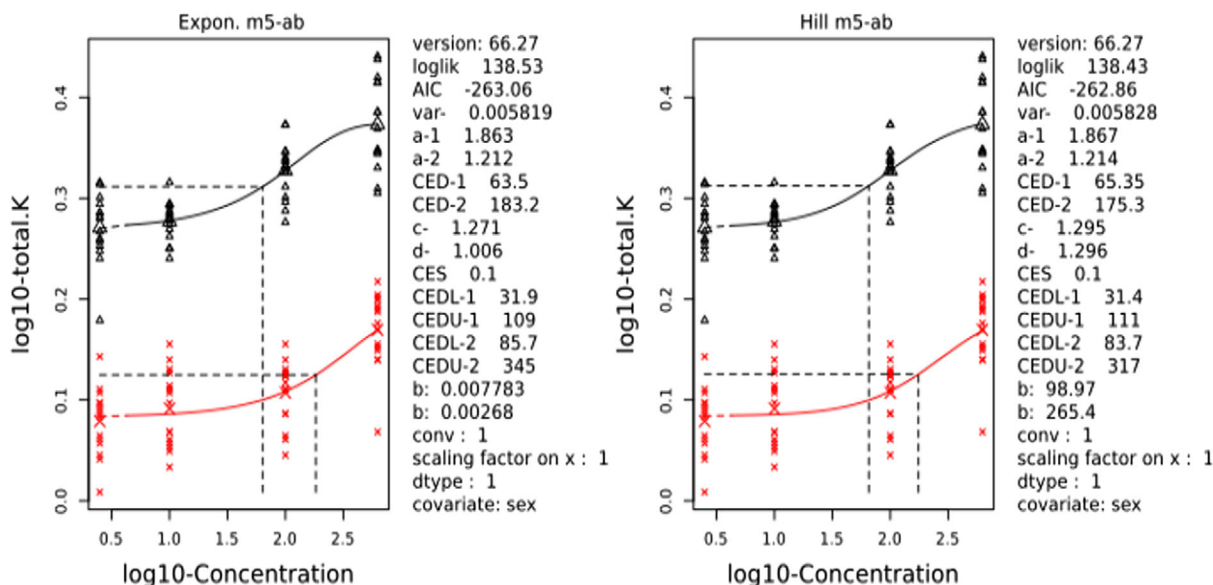 Expon. m5-ab
log10-total.K
0.4
0.3
0.2
0.1
0.0
0.5 1.0 1.5 2.0 2.5
log10-Concentration
version: 66.27
loglik 138.53
AIC -263.06
var- 0.005819
a-1 1.863
a-2 1.212
CED-1 63.5
CED-2 183.2
c- 1.271
d- 1.006
CES 0.1
CEDL-1 31.9
CEDU-1 109
CEDL-2 85.7
CEDU-2 345
b: 0.007783
b: 0.00268
conv : 1
scaling factor on x : 1
dtype : 1
covariate: sex
Hill m5-ab
log10-total.K
0.4
0.3
0.2
0.1
0.0
0.5 1.0 1.5 2.0 2.5
log10-Concentration
version: 66.27
loglik 138.43
AIC -262.86
var- 0.005828
a-1 1.867
a-2 1.214
CED-1 65.35
CED-2 175.3
c- 1.295
d- 1.296
CES 0.1
CEDL-1 31.4
CEDU-1 111
CEDL-2 83.7
CEDU-2 317
b: 98.97
b: 265.4
conv : 1
scaling factor on x : 1
dtype : 1
covariate: sex